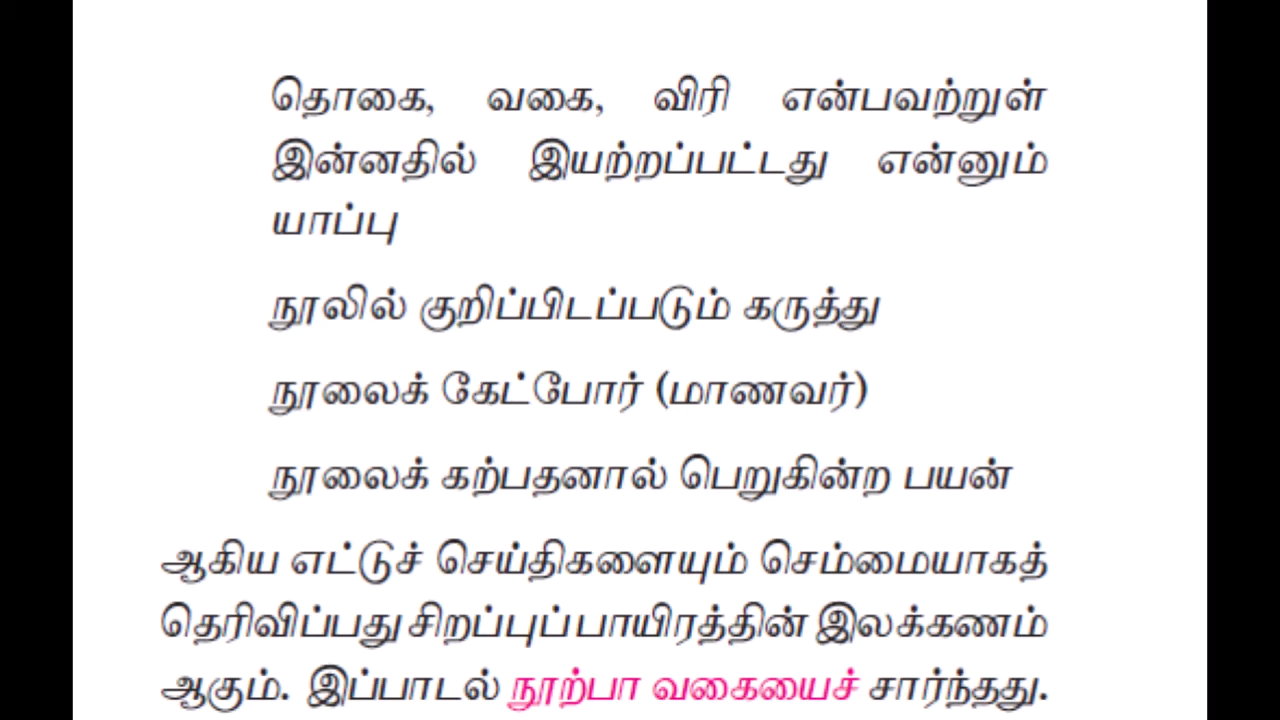 தொகை, வகை, விரி என்பவற்றுள்
இன்னதில் இயற்றப்பட்டது என்னும்
யாப்பு
நூலில் குறிப்பிடப்படும் கருத்து
நூலைக் கேட்போர் (மாணவர்)
நூலைக் கற்பதனால் பெறுகின்ற பயன்
ஆகிய எட்டுச் செய்திகளையும் செம்மையாகத்
தெரிவிப்பது சிறப்புப் பாயிரத்தின் இலக்கணம்
ஆகும். இப்பாடல் நூற்பா வகையைச் சார்ந்தது.